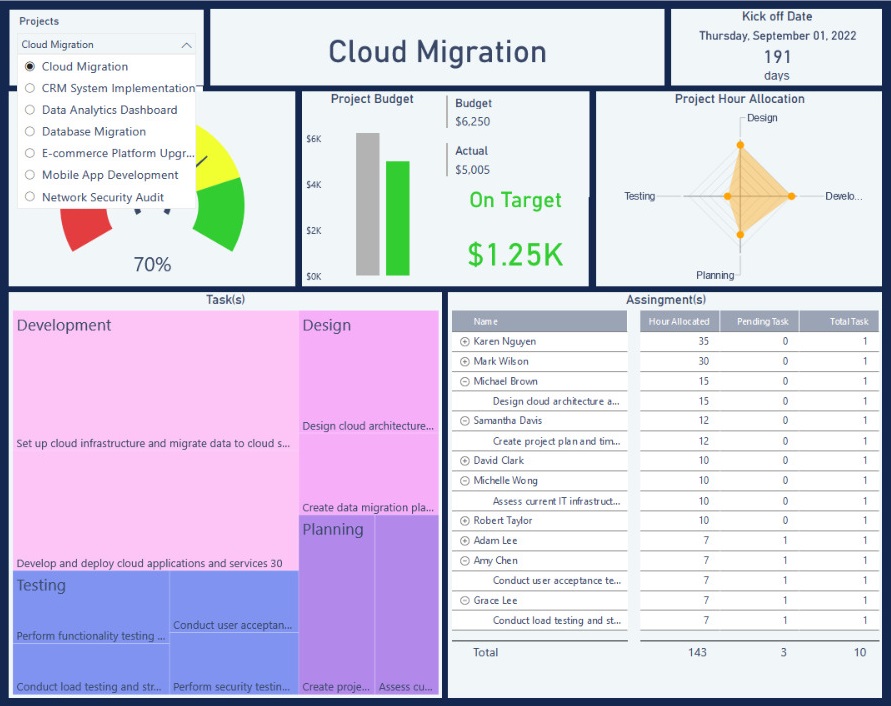 Projects
Cloud Migration
Cloud Migration
CRM System Implementation
Data Analytics Dashboard
Database Migration
E-commerce Platform Upgr...
Mobile App Development
Network Security Audit
Cloud Migration
Kick off Date
Thursday, September 01, 2022
191
days
70%
Project Budget
$6K
$4K
$2K
$0K
Budget
$6,250
Actual
$5,005
On Target
$1.25K
Project Hour Allocation
Design
Testing
Develo...
Planning
Task(s)
Development
Set up cloud infrastructure and migrate data to cloud s...
Develop and deploy cloud applications and services 30
Design
Design cloud architecture...
Create data migration pla...
Testing
Perform functionality testing ...
Conduct load testing and str...
Conduct user acceptan...
Perform security testin...
Planning
Create proje...
Assess cu...
Assingment(s)
Name Hour Allocated Pending Task Total Task
Karen Nguyen 35 0 1
Mark Wilson 30 0 1
Michael Brown 15 0 1
Design cloud architecture a... 15 0 1
Samantha Davis 12 0 1
Create project plan and tim... 12 0 1
David Clark 10 0 1
Michelle Wong 10 0 1
Assess current IT infrastruct... 10 0 1
Robert Taylor 10 0 1
Adam Lee 7 1 1
Amy Chen 7 1 1
Conduct user acceptance te... 7 1 1
Grace Lee 7 1 1
Conduct load testing and st... 7 1 1
Total 143 3 10